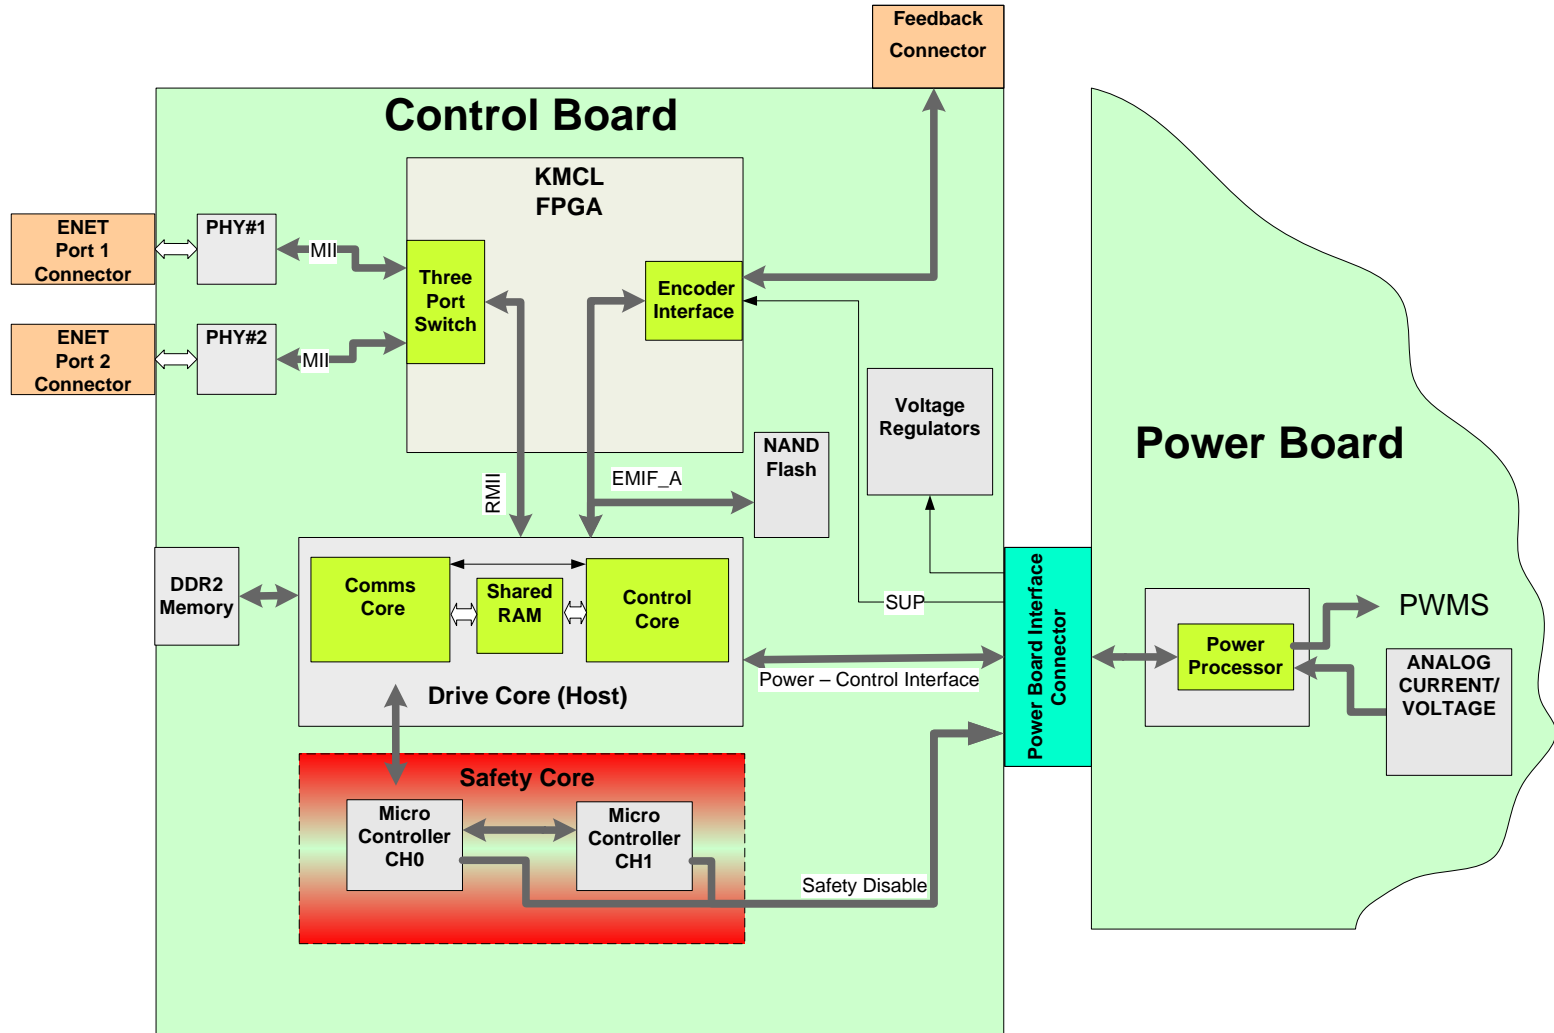 Feedback
Connector
Control Board
KMCL
FPGA
ENET
Port 1
Connector
PHY#1
MII
Three
Port
Switch
Encoder
Interface
ENET
Port 2
Connector
PHY#2
MII
Voltage
Regulators
Power Board
NAND
Flash
RMII
EMIF_A
DDR2
Memory
Comms
Core
Shared
RAM
Control
Core
SUP
Power Board Interface
Connector
Power
Processor
PWMS
ANALOG
CURRENT/
VOLTAGE
Drive Core (Host)
Power – Control Interface
Safety Core
Micro
Controller
CH0
Micro
Controller
CH1
Safety Disable